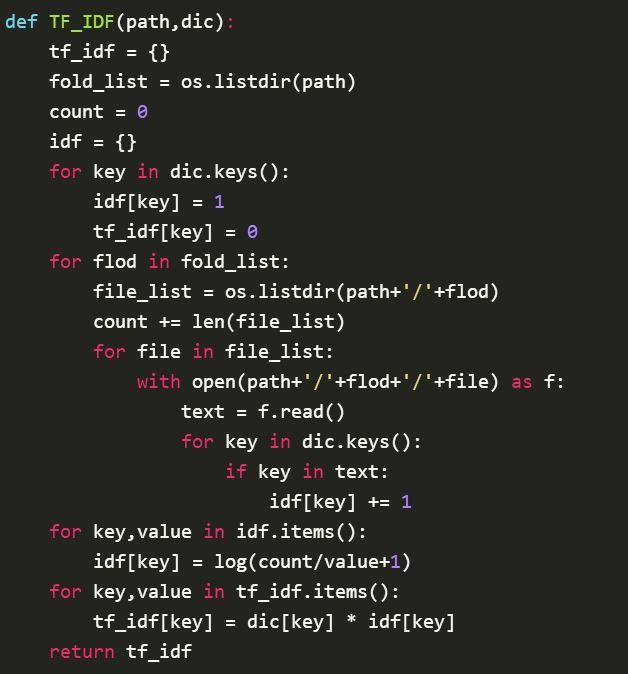 def TF_IDF(path,dic):
    tf_idf = {}
    fold_list = os.listdir(path)
    count = 0
    idf = {}
    for key in dic.keys():
        idf[key] = 1
        tf_idf[key] = 0
    for flod in fold_list:
        file_list = os.listdir(path+'/'+flod)
        count += len(file_list)
        for file in file_list:
            with open(path+'/'+flod+'/'+file) as f:
                text = f.read()
                for key in dic.keys():
                    if key in text:
                        idf[key] += 1
    for key,value in idf.items():
        idf[key] = log(count/value+1)
    for key,value in tf_idf.items():
        tf_idf[key] = dic[key] * idf[key]
    return tf_idf